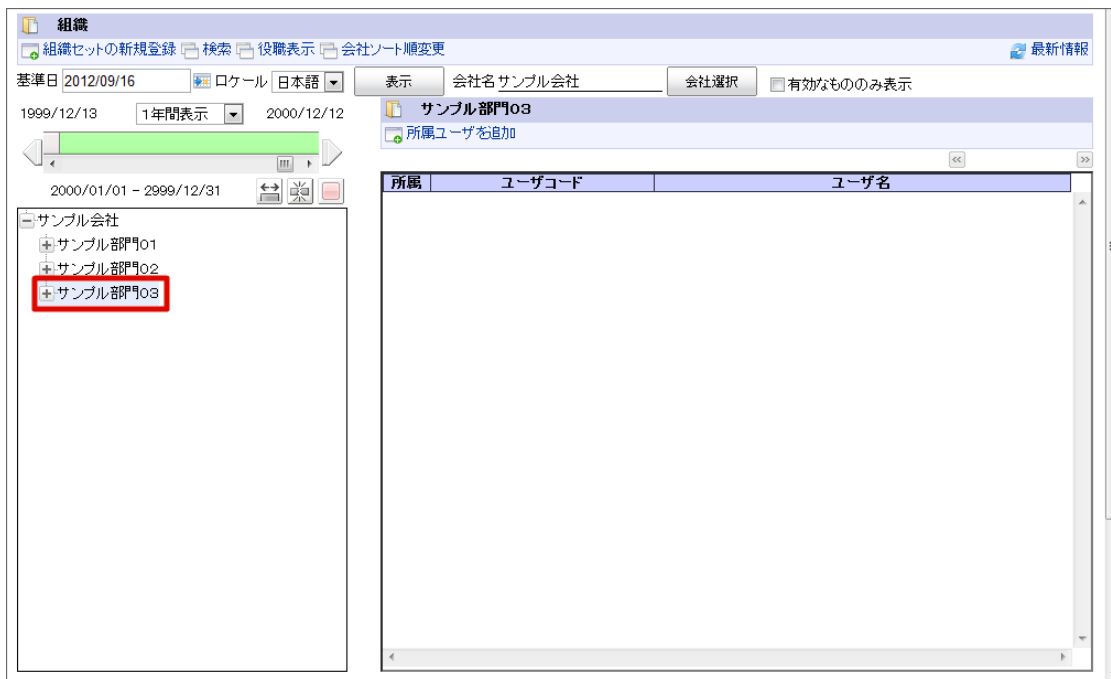 組織
組織セットの新規登録 検索 役職表示 会社ソート順変更 最新情報
基準日 2012/09/16 ロケール 日本語 表示 会社名 サンプル会社 会社選択 有効なもののみ表示
1999/12/13 1年間表示 2000/12/12
サンプル部門03
所属ユーザを追加
2000/01/01 - 2999/12/31
所属 ユーザコード ユーザ名
サンプル会社
サンプル部門01
サンプル部門02
サンプル部門03